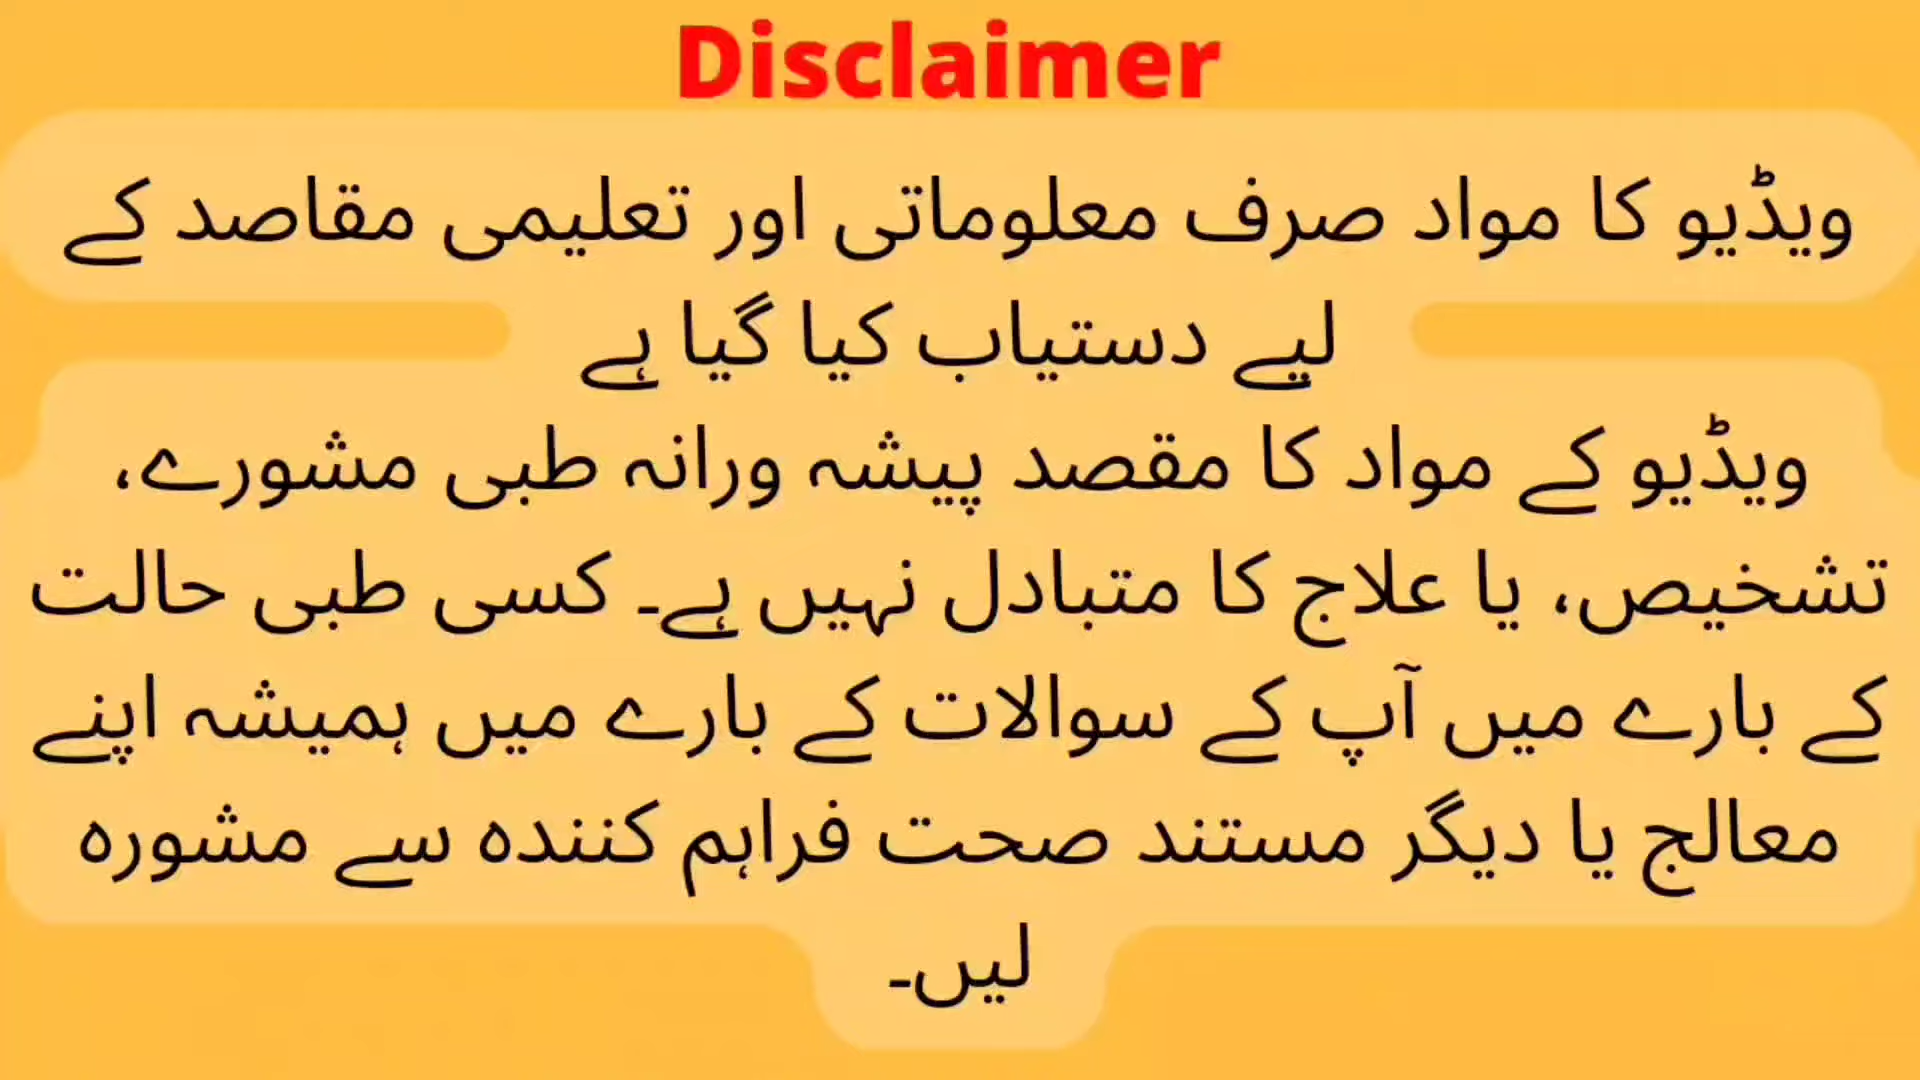 Disclaimer
ویڈیو کا مواد صرف معلوماتی اور تعلیمی مقاصد کے
لیے دستیاب کیا گیا ہے
ویڈیو کے مواد کا مقصد پیشہ ورانہ طبی مشورے،
تشخیص، یا علاج کا متبادل نہیں ہے۔ کسی طبی حالت
کے بارے میں آپ کے سوالات کے بارے میں ہمیشہ اپنے
معالج یا دیگر مستند صحت فراہم کنندہ سے مشورہ
لیں۔